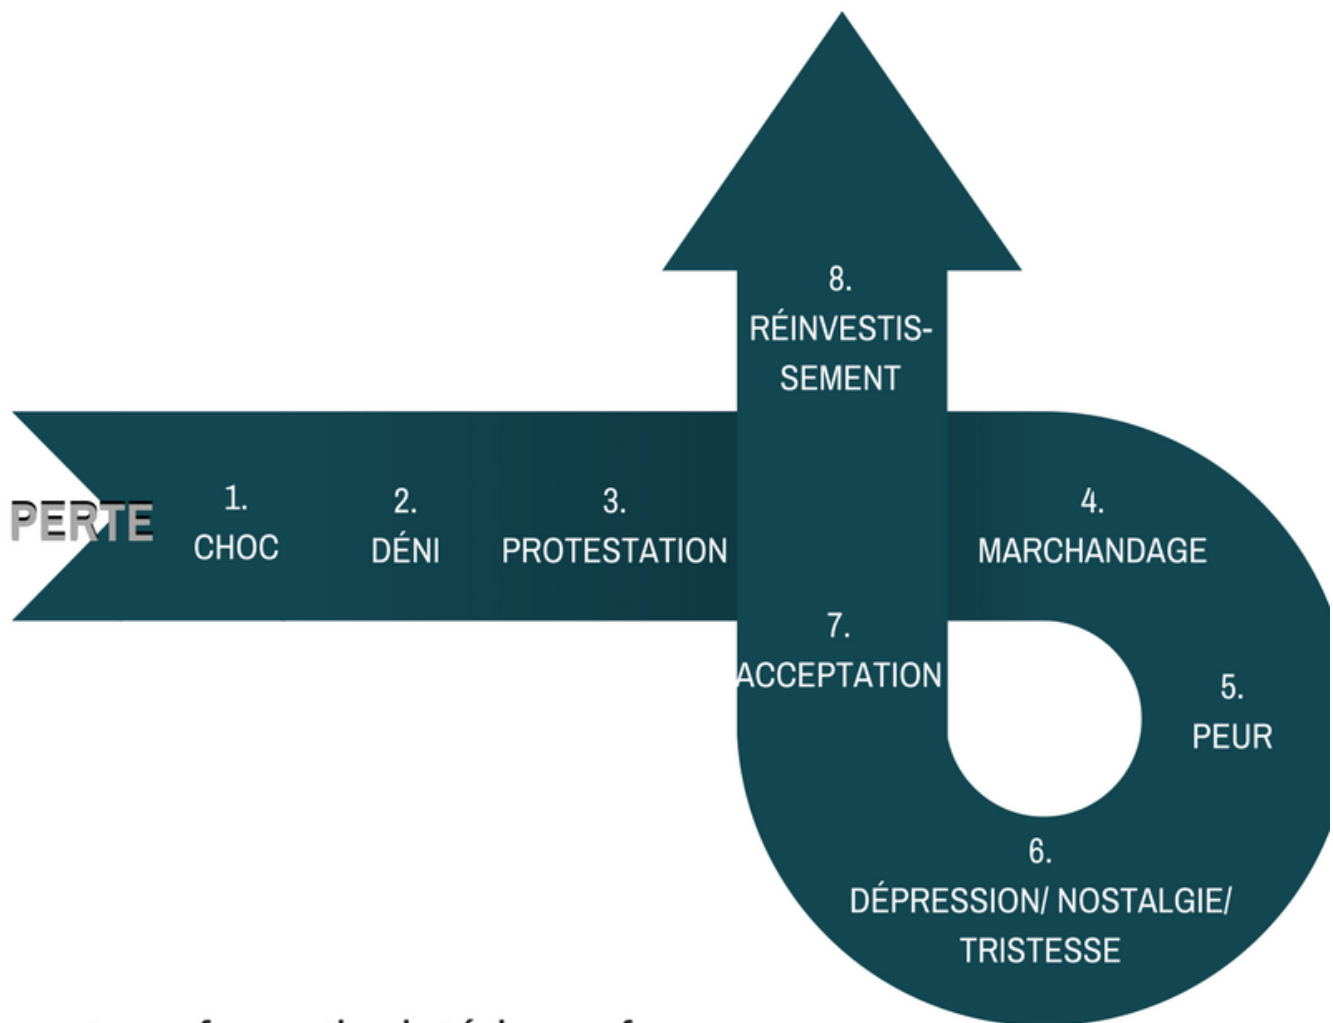 PERTE
1.
CHOC
2.
DÉNI
3.
PROTESTATION
4.
MARCHANDAGE
5.
PEUR
6.
DÉPRESSION/ NOSTALGIE/
TRISTESSE
7.
ACCEPTATION
8.
RÉINVESTIS-
SEMENT